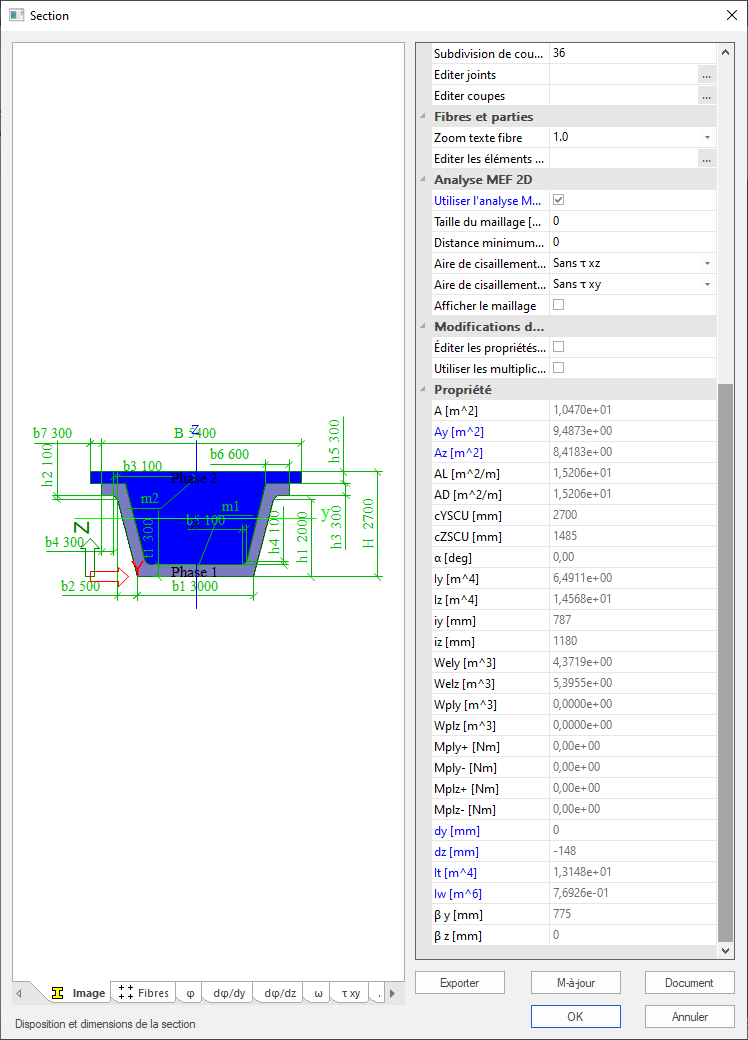 Section
b7 300
B 5400
Z
h2 100
b3 100
b6 600
h5 300
Phase 2
m2
m1
y
Z
b4 300
t1 300
h4 100
h1 2000
h3 300
H 2700
Y
Phase 1
b2 500
b1 3000
Image
Fibres
φ
dφ/dy
dφ/dz
ω
τ xy
.
Disposition et dimensions de la section
Subdivision de cou... 36
Editer joints ...
Editer coupes ...
Fibres et parties
Zoom texte fibre 1.0
Editer les éléments ... ...
Analyse MEF 2D
Utiliser l'analyse M...
Taille du maillage [... 0
Distance minimum... 0
Aire de cisaillement... Sans τ xz
Aire de cisaillement... Sans τ xy
Afficher le maillage
Modifications d...
Éditer les propriétés...
Utiliser les multiplic...
Propriété
A [m^2] 1,0470e+01
Ay [m^2] 9,4873e+00
Az [m^2] 8,4183e+00
AL [m^2/m] 1,5206e+01
AD [m^2/m] 1,5206e+01
cYSCU [mm] 2700
cZSCU [mm] 1485
α [deg] 0,00
Iy [m^4] 6,4911e+00
Iz [m^4] 1,4568e+01
iy [mm] 787
iz [mm] 1180
Wely [m^3] 4,3719e+00
Welz [m^3] 5,3955e+00
Wply [m^3] 0,0000e+00
Wplz [m^3] 0,0000e+00
Mply+ [Nm] 0,00e+00
Mply- [Nm] 0,00e+00
Mplz+ [Nm] 0,00e+00
Mplz- [Nm] 0,00e+00
dy [mm] 0
dz [mm] -148
It [m^4] 1,3148e+01
Iw [m^6] 7,6926e-01
β y [mm] 775
β z [mm] 0
Exporter
M-à-jour
Document
OK
Annuler